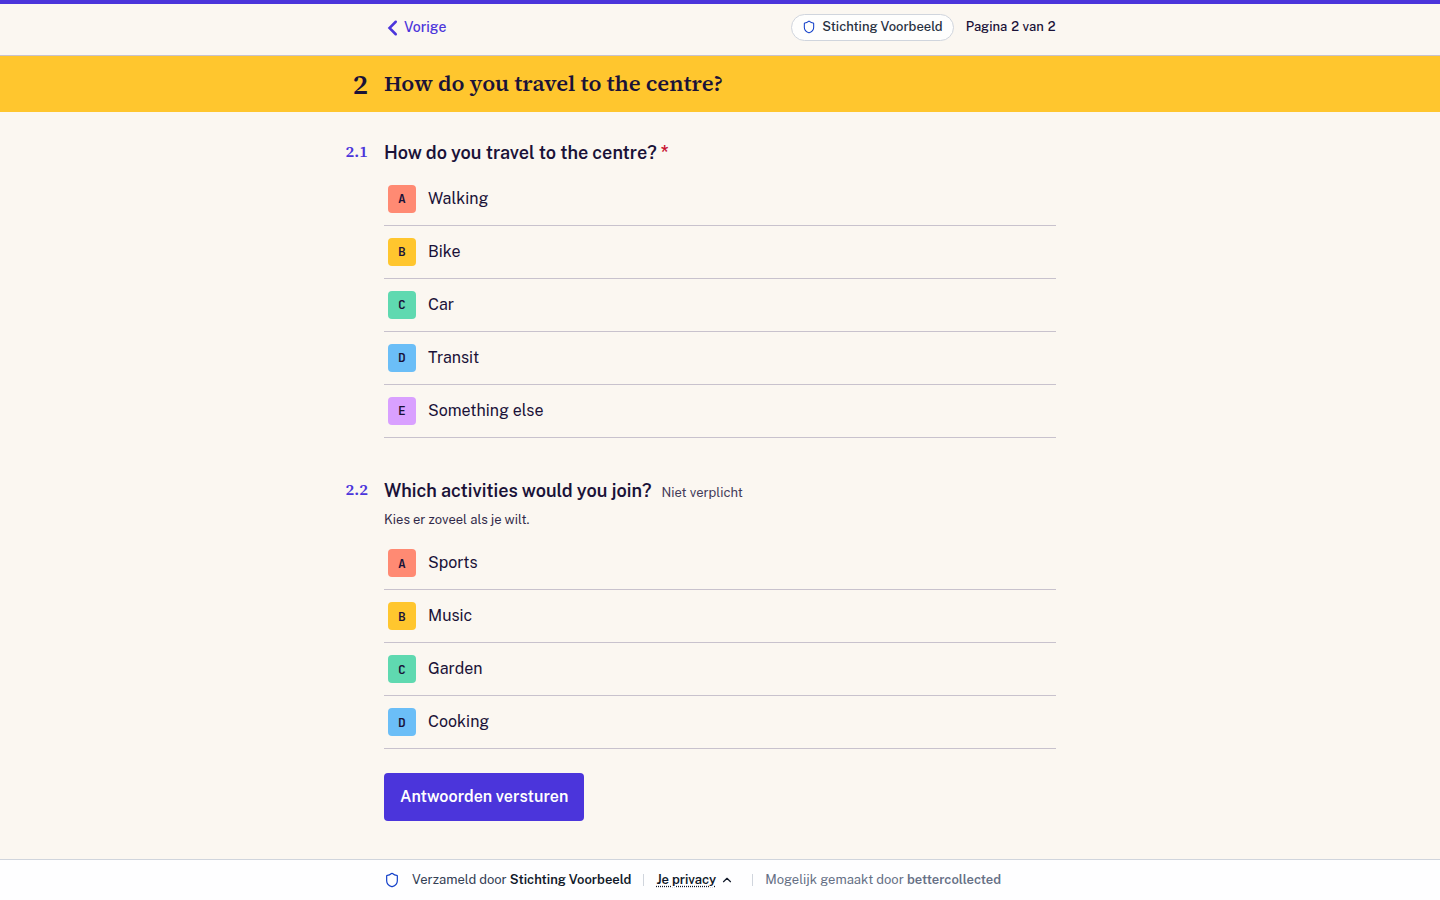 Vorige
Stichting Voorbeeld
Pagina 2 van 2
2 How do you travel to the centre?
2.1 How do you travel to the centre? *
A Walking
B Bike
C Car
D Transit
E Something else
2.2 Which activities would you join? Niet verplicht
Kies er zoveel als je wilt.
A Sports
B Music
C Garden
D Cooking
Antwoorden versturen
Verzameld door Stichting Voorbeeld
Je privacy
Mogelijk gemaakt door bettercollected